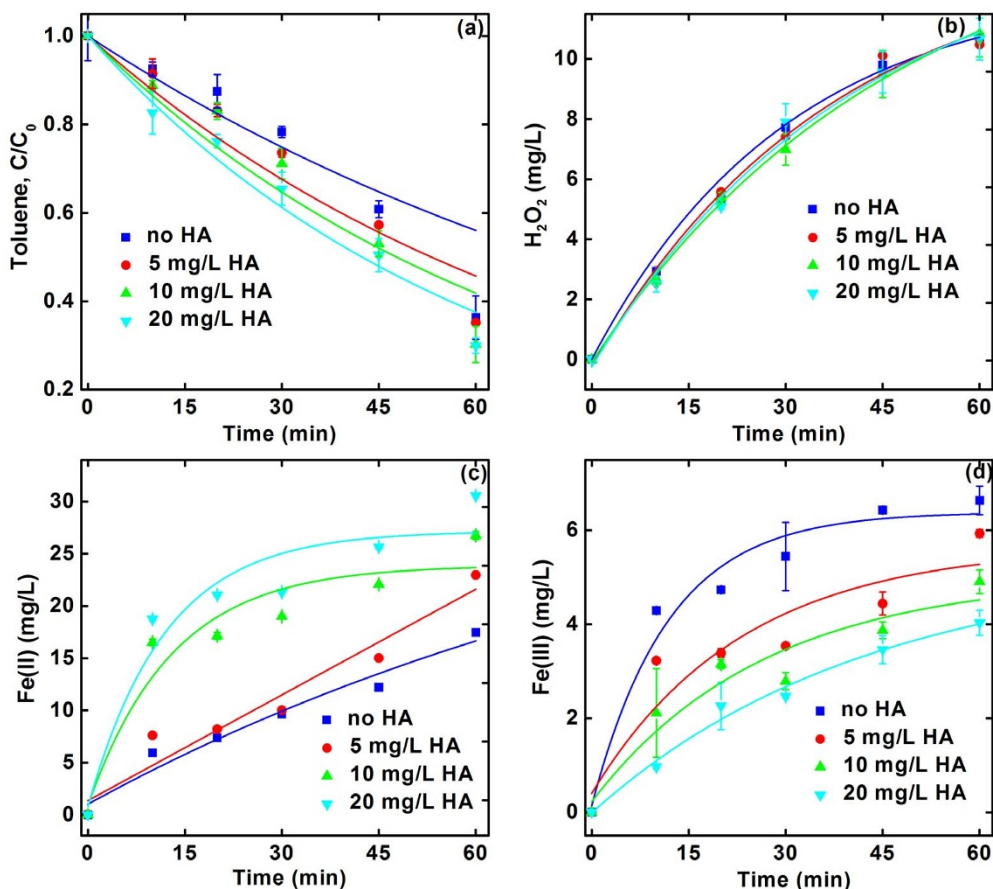 (a)
Toluene, C/C0
1.0
0.8
0.6
0.4
0.2
no HA
5 mg/L HA
10 mg/L HA
20 mg/L HA
0 15 30 45 60
Time (min)
(b)
H2O2 (mg/L)
10
8
6
4
2
0
no HA
5 mg/L HA
10 mg/L HA
20 mg/L HA
0 15 30 45 60
Time (min)
(c)
Fe(II) (mg/L)
30
25
20
15
10
5
0
no HA
5 mg/L HA
10 mg/L HA
20 mg/L HA
0 15 30 45 60
Time (min)
(d)
Fe(III) (mg/L)
6
4
2
0
no HA
5 mg/L HA
10 mg/L HA
20 mg/L HA
0 15 30 45 60
Time (min)